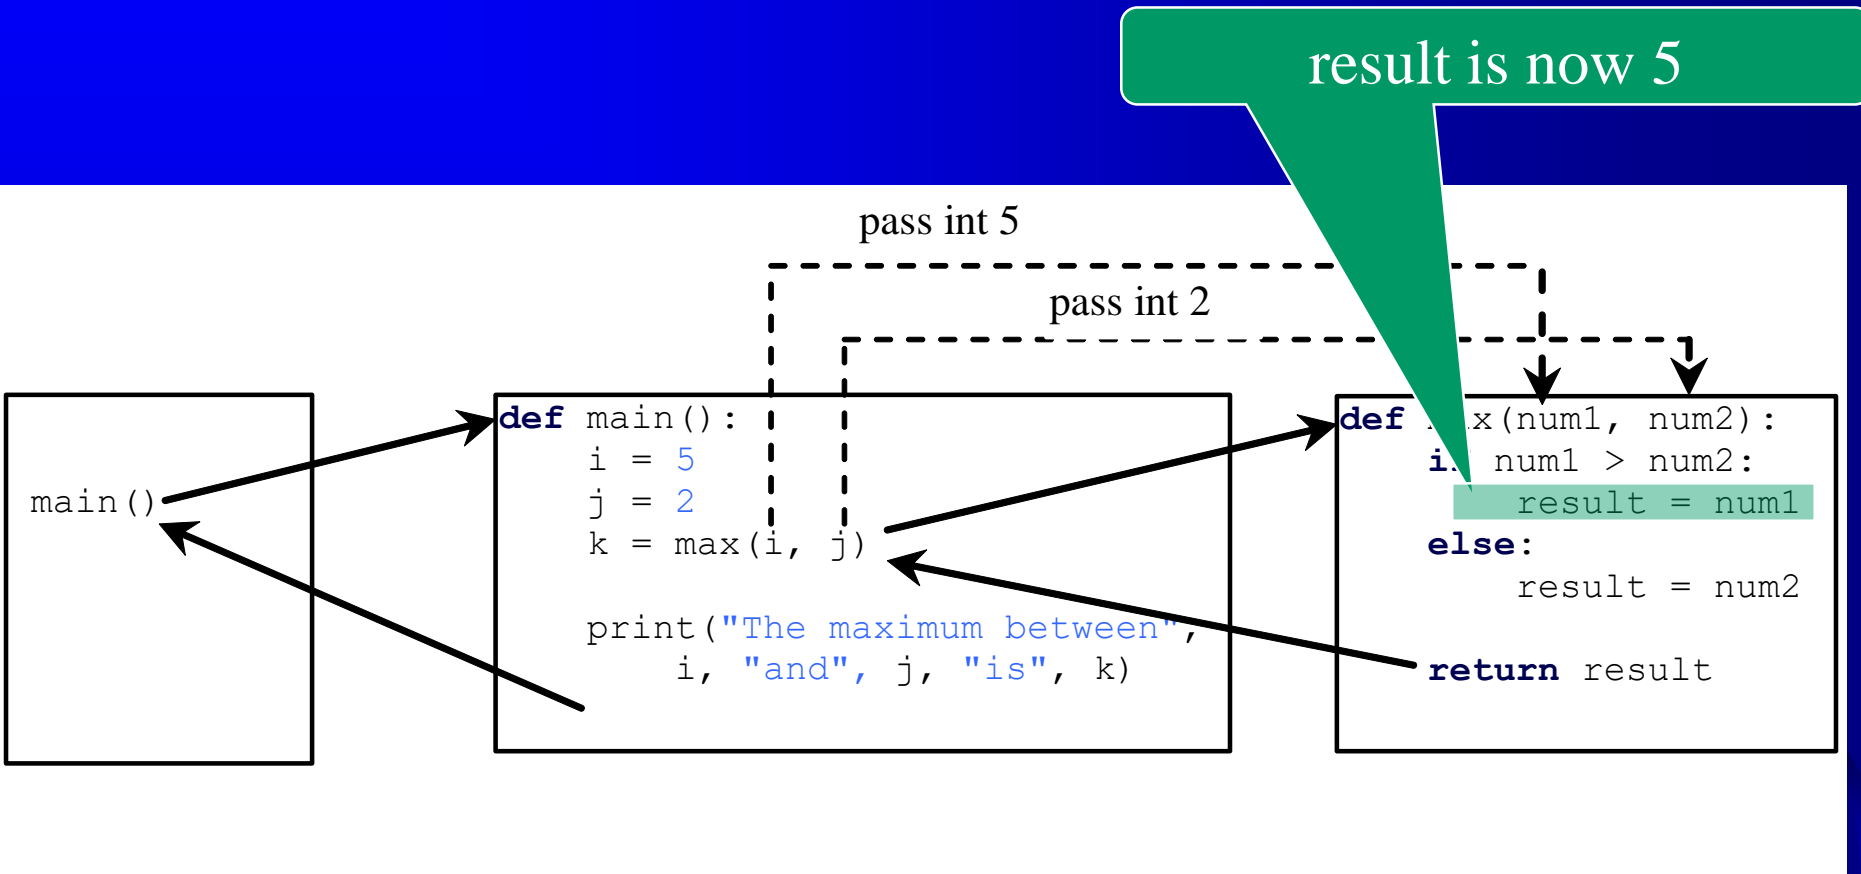 result is now 5
pass int 5
pass int 2
main()
def main():
    i = 5
    j = 2
    k = max(i, j)
    print("The maximum between",
        i, "and", j, "is", k)
def x(num1, num2):
    num1 > num2:
        result = num1
    else:
        result = num2
    return result